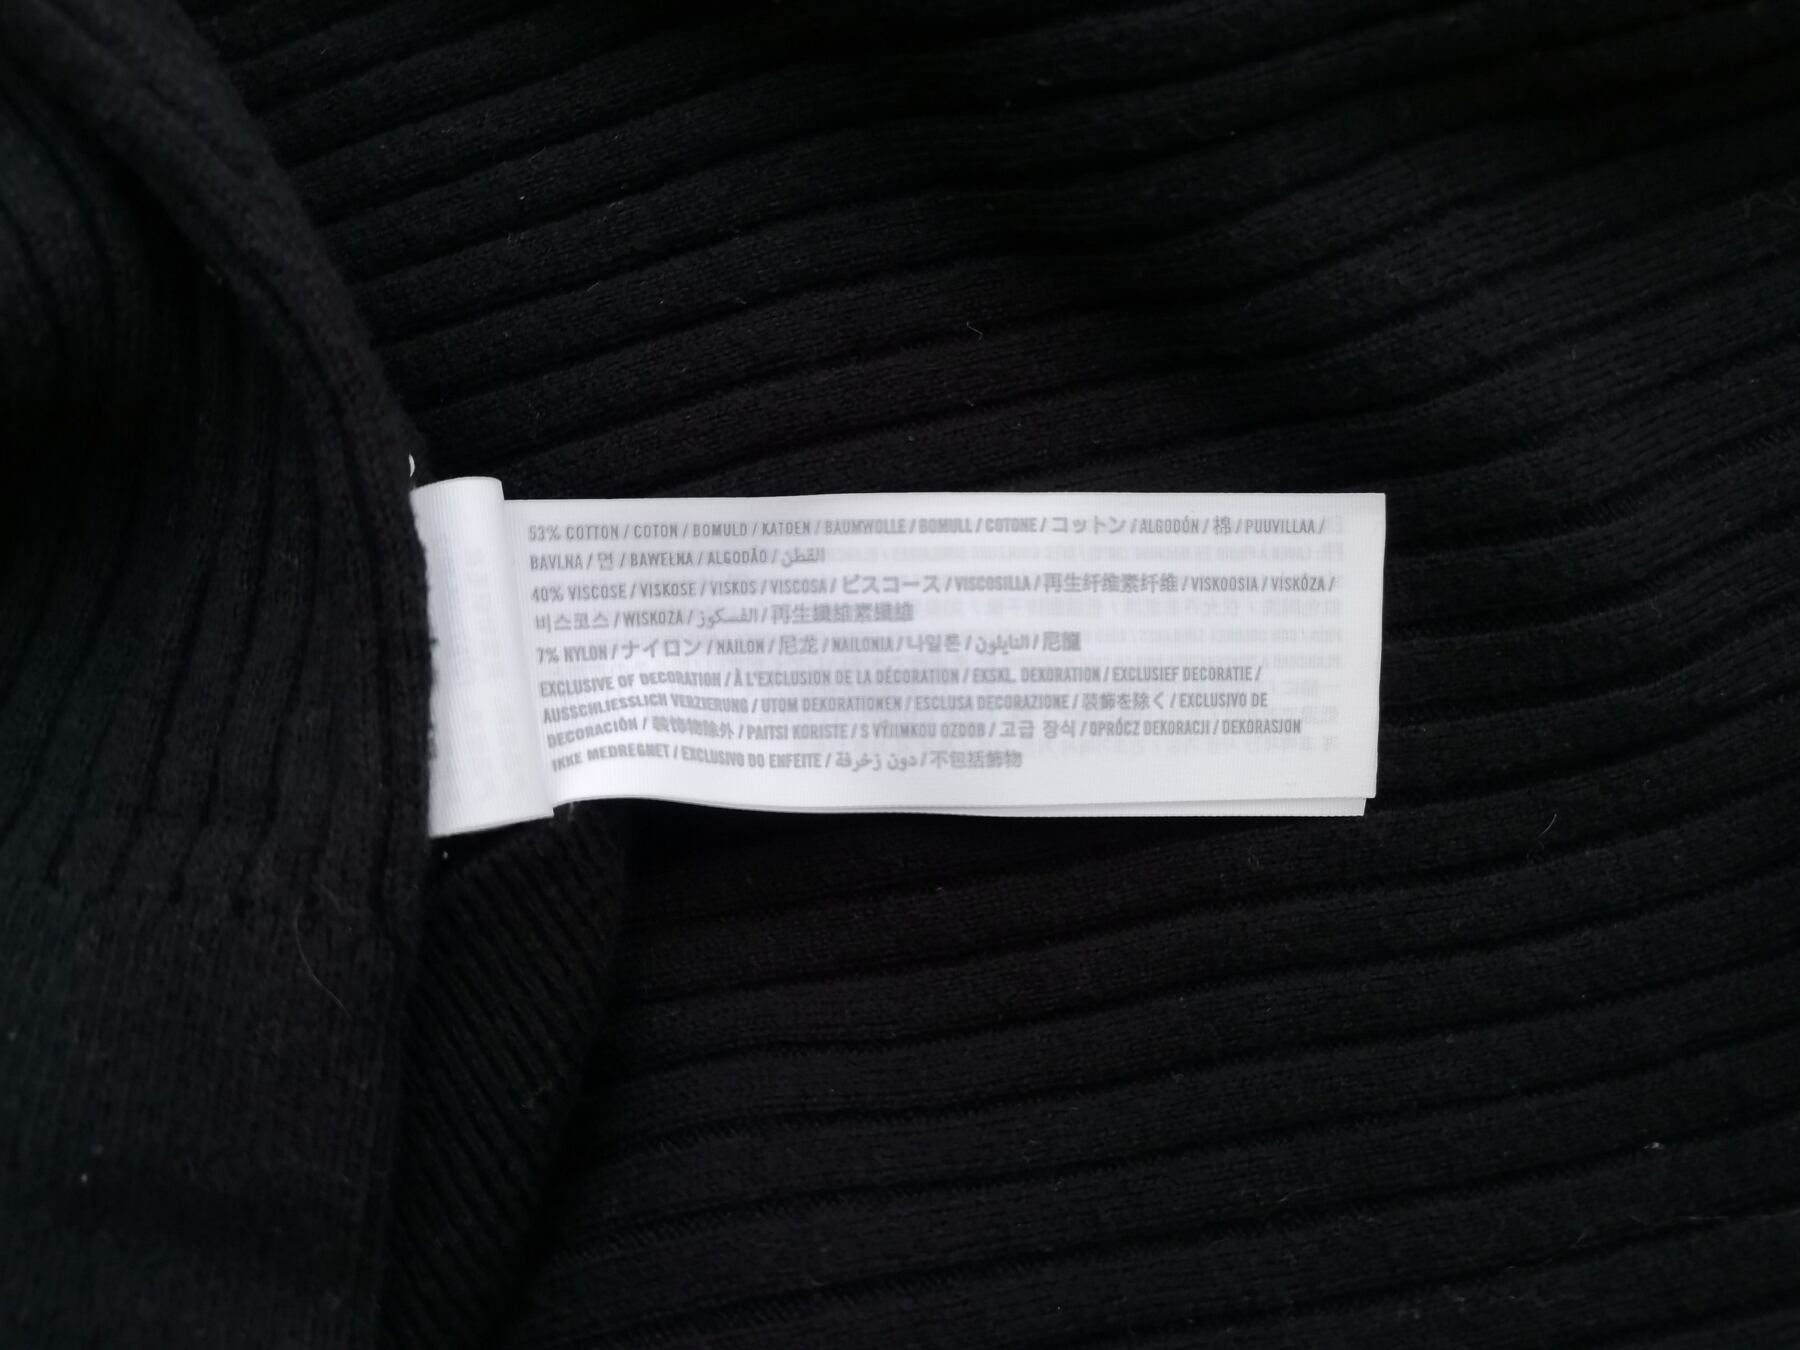 53% COTTON / COTON / BOMULD / KATOEN / BAUMWOLLE / BOMULL / COTONE / コットン / ALGODÓN / 棉 / PUUVILLAA /
BAVLNA / 면 / BAWEŁNA / ALGODÃO / القطن
40% VISCOSE / VISKOSE / VISKOS / VISCOSA / ビスコース / VISCOSILLA / 再生纤维素纤维 / VISKOOSIA / VISKÓZA /
비스코스 / WISKOZA / الفسكوز / 再生纖維素纖維
7% NYLON / ナイロン / NAILON / 尼龙 / NAILONIA / 나일론 / النايلون / 尼龍
EXCLUSIVE OF DECORATION / À L'EXCLUSION DE LA DÉCORATION / EKSKL. DEKORATION / EXCLUSIEF DECORATIE /
AUSSCHLIESSLICH VERZIERUNG / UTOM DEKORATIONEN / ESCLUSA DECORAZIONE / 装飾を除く / EXCLUSIVO DE
DECORACIÓN / 装饰物除外 / PAITSI KORISTE / S VÝJIMKOU OZDOB / 고급 장식 / OPRÓCZ DEKORACJI / DEKORASJON
IKKE MEDREGNET / EXCLUSIVO DO ENFEITE / دون زخرفة / 不包括飾物